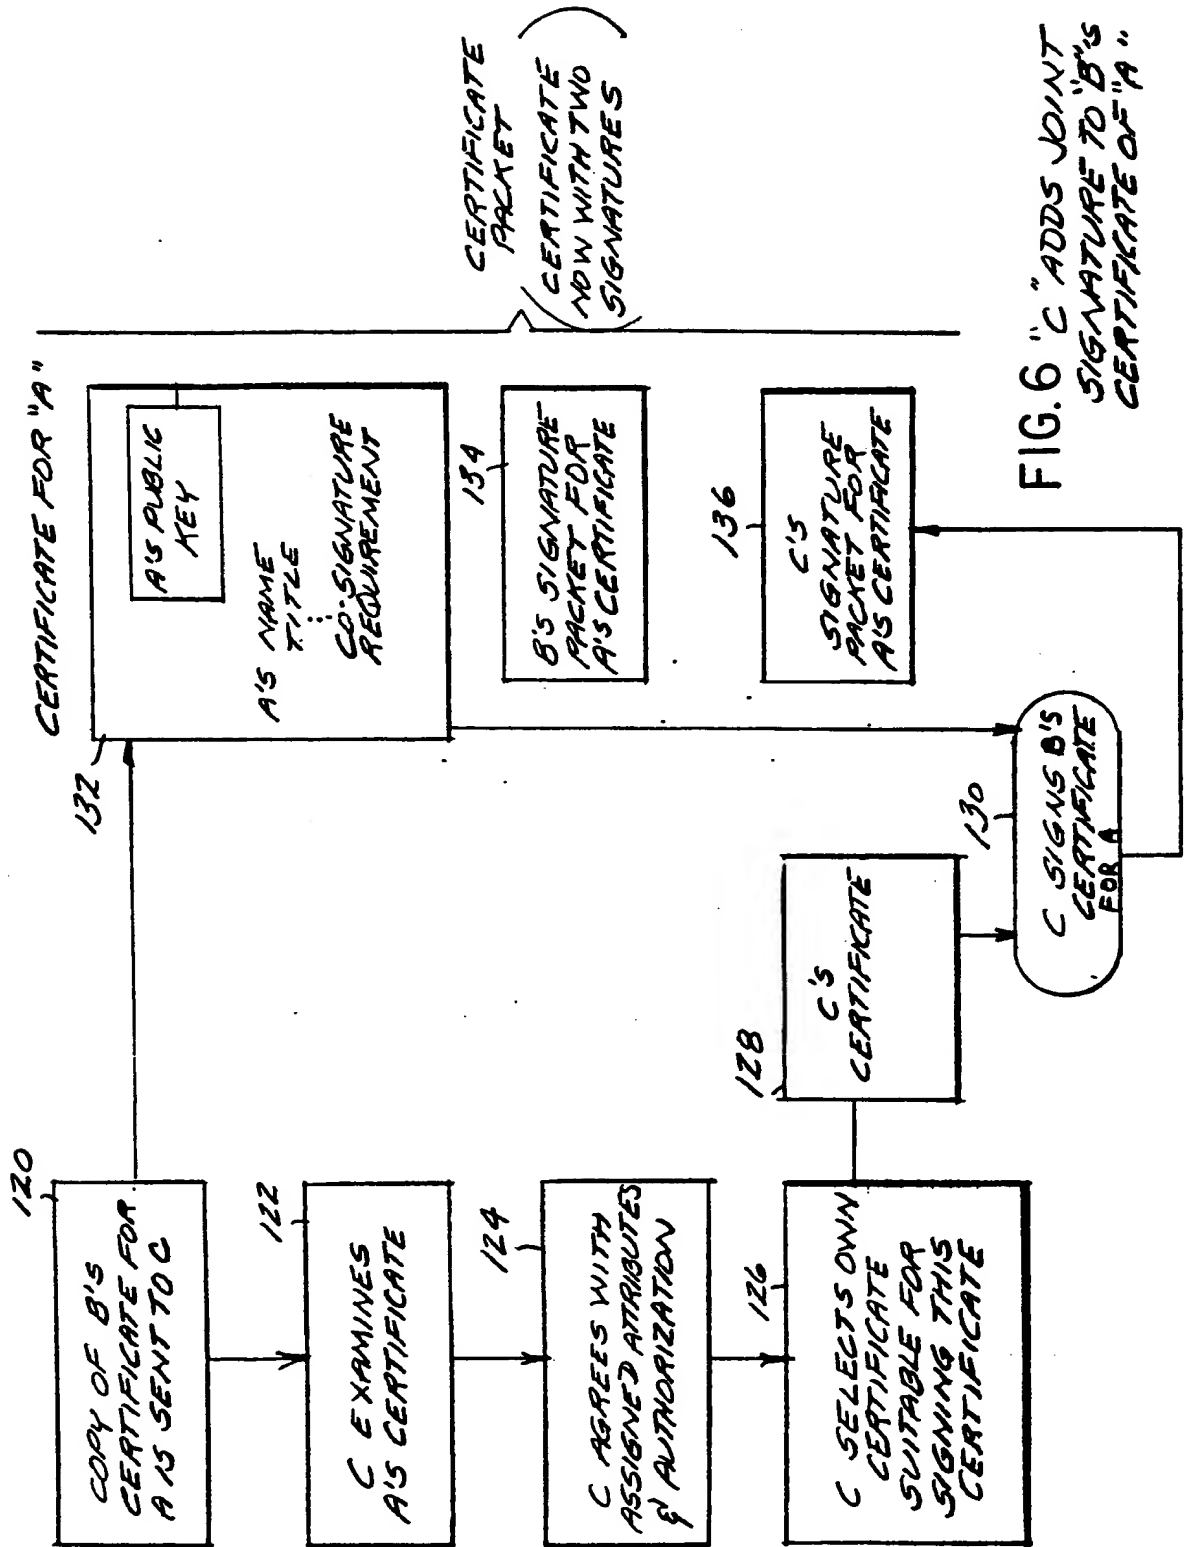 120
COPY OF B'S
CERTIFICATE FOR
A IS SENT TO C
122
C EXAMINES
A'S CERTIFICATE
124
C AGREES WITH
ASSIGNED ATTRIBUTES
& AUTHORIZATION
126
C SELECTS OWN
CERTIFICATE
SUITABLE FOR
SIGNING THIS
CERTIFICATE
128
C'S
CERTIFICATE
130
C SIGNS B'S
CERTIFICATE
FOR A
CERTIFICATE FOR "A"
132
A'S PUBLIC
KEY
A'S NAME
TITLE
⋮
CO-SIGNATURE
REQUIREMENT
134
B'S SIGNATURE
PACKET FOR
A'S CERTIFICATE
136
C'S
SIGNATURE
PACKET FOR
A'S CERTIFICATE
CERTIFICATE
PACKET
(CERTIFICATE
NOW WITH TWO
SIGNATURES)
FIG.6 "C" ADDS JOINT
SIGNATURE TO "B"'S
CERTIFICATE OF "A"